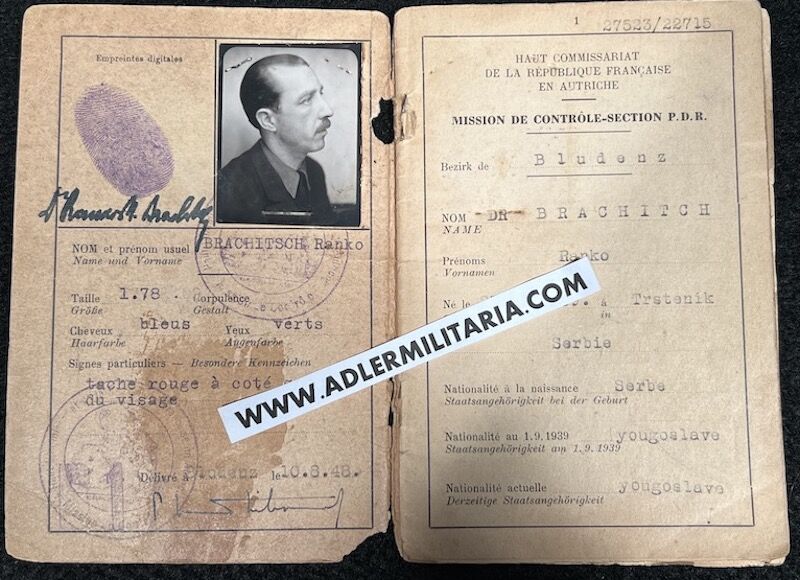 Empreintes digitales
NOM et prénom usuel BRACHITSCH Ranko
Name und Vorname
Taille 1.78. Corpulence
Größe Gestalt
Cheveux bleus Yeux verts
Haarfarbe Augenfarbe
Signes particuliers — Besondere Kennzeichen
tache rouge à coté
du visage
Délivré à Bludenz le 10.8.48.
1 27523/22715
HAUT COMMISSARIAT
DE LA RÉPUBLIQUE FRANÇAISE
EN AUTRICHE
MISSION DE CONTRÔLE-SECTION P.D.R.
Bezirk de Bludenz
NOM DR BRACHITCH
NAME
Prénoms Ranko
Vornamen
Né le à Trstenik
in
Serbie
Nationalité à la naissance Serbe
Staatsangehörigkeit bei der Geburt
Nationalité au 1.9.1939 yougoslave
Staatsangehörigkeit am 1.9.1939
Nationalité actuelle yougoslave
Derzeitige Staatsangehörigkeit
WWW.ADLERMILITARIA.COM